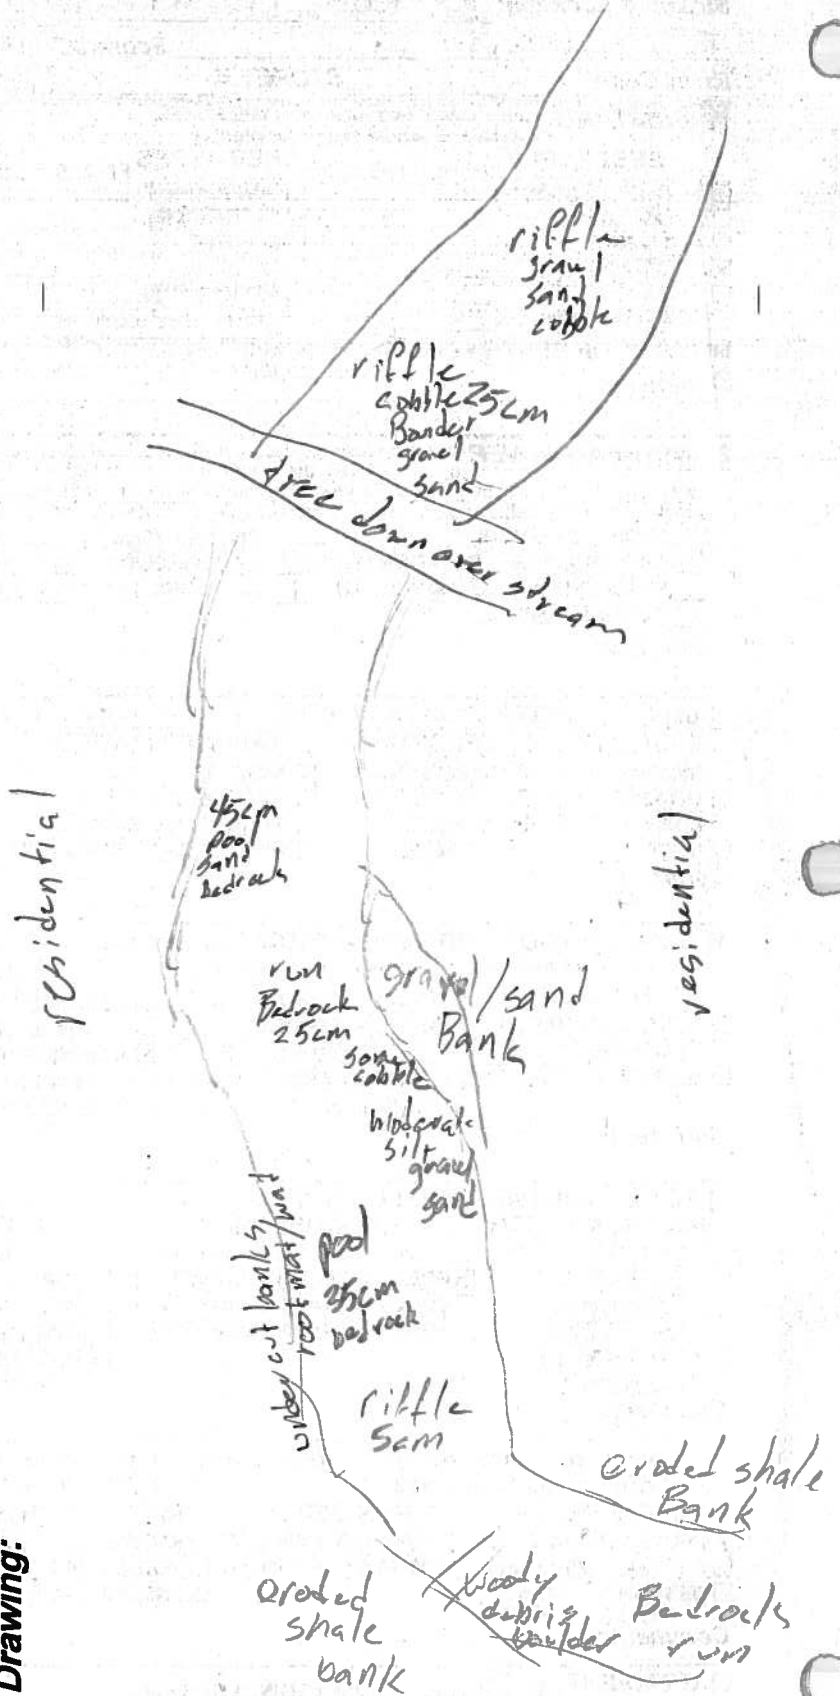 riffle
gravel
sand
cobble
riffle
cobble 25cm
Boulder
gravel
sand
tree down over stream
residential
residential
45cm
pool
sand
bedrock
run
Bedrock
25cm
some
cobble
gravel/sand
Bank
moderate
silt
gravel
sand
undercut banks,
rootmat/wad
pool
35cm
bedrock
riffle
5cm
eroded shale
Bank
eroded
shale
bank
woody
debris
boulder
Bedrock
run
Drawing: